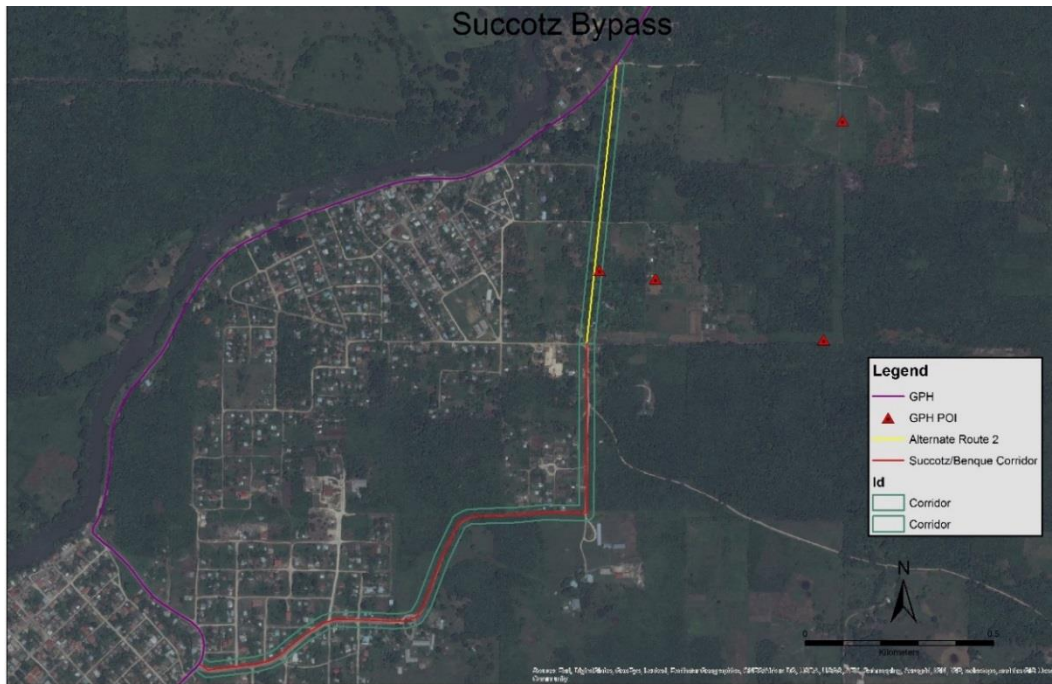 Succotz Bypass
Legend
GPH
GPH POI
Alternate Route 2
Succotz/Benque Corridor
Id
Corridor
Corridor
N
0
0.5
Kilometers
Community